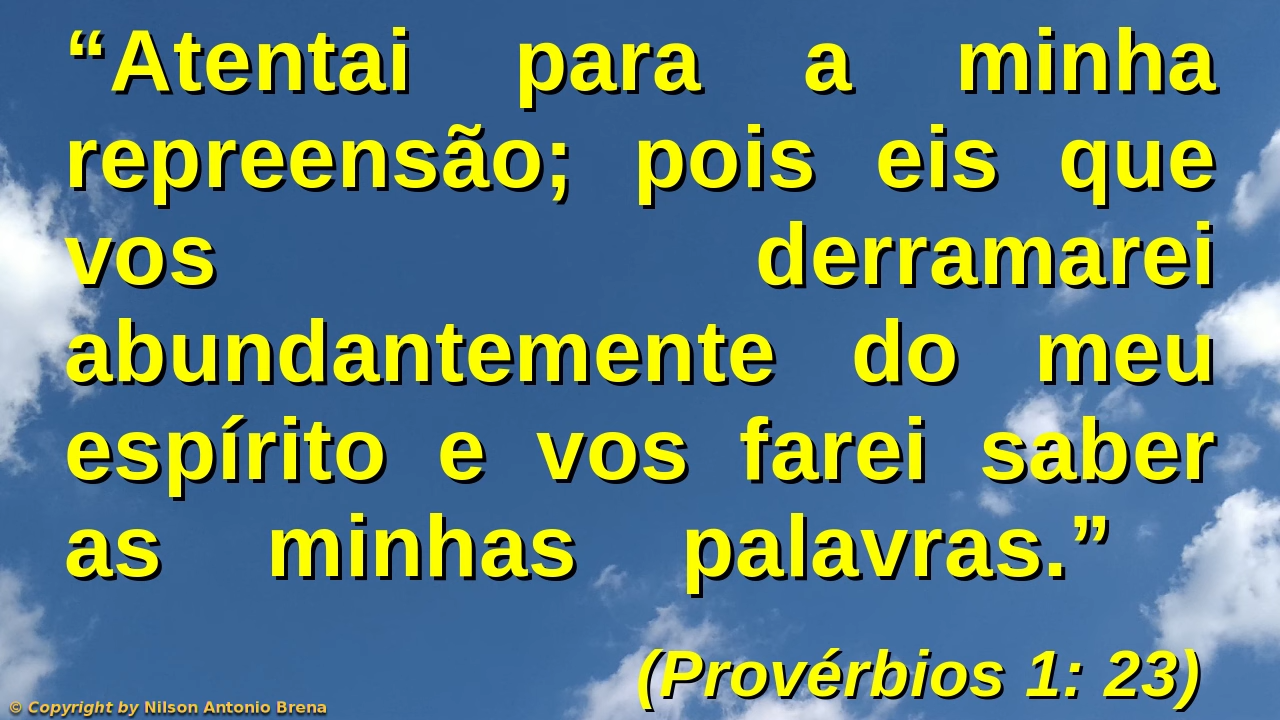 “Atentai para a minha
repreensão; pois eis que
vos derramarei
abundantemente do meu
espírito e vos farei saber
as minhas palavras.”
(Provérbios 1: 23)
© Copyright by Nilson Antonio Brena